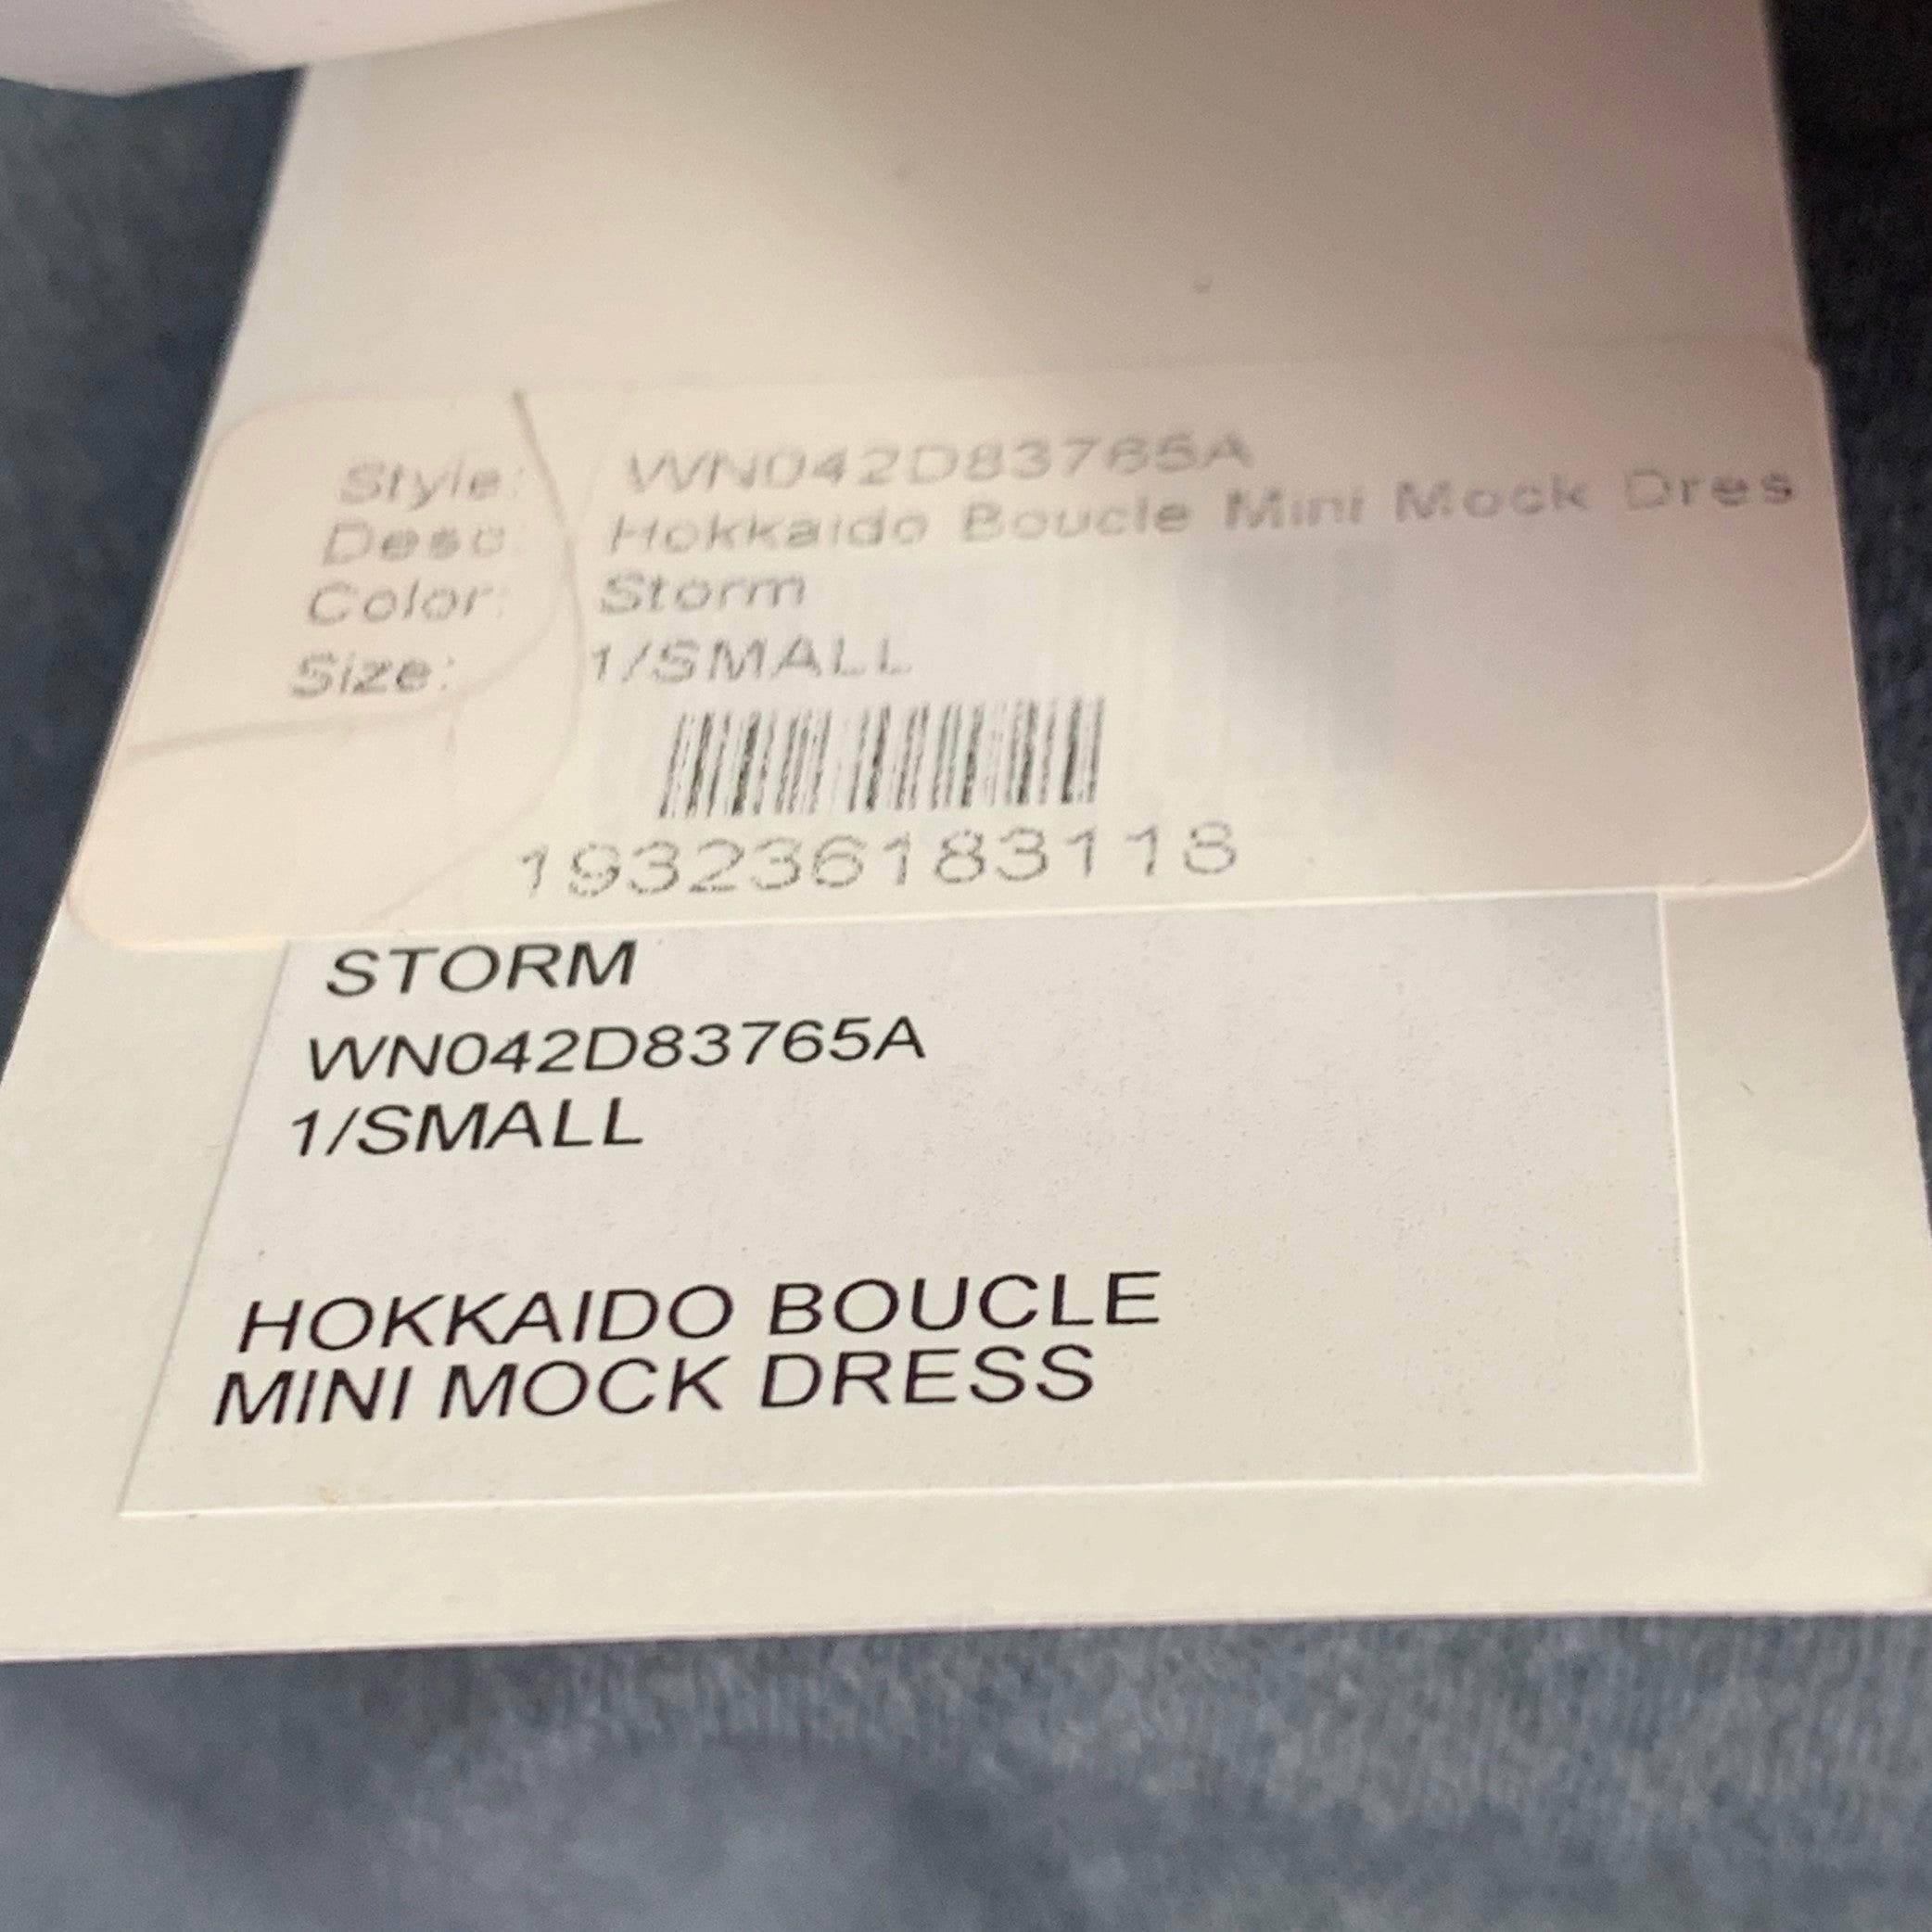 Style: WN042D83765A
Desc: Hokkaido Boucle Mini Mock Dres
Color: Storm
Size: 1/SMALL
193236183118
STORM
WN042D83765A
1/SMALL
HOKKAIDO BOUCLE
MINI MOCK DRESS